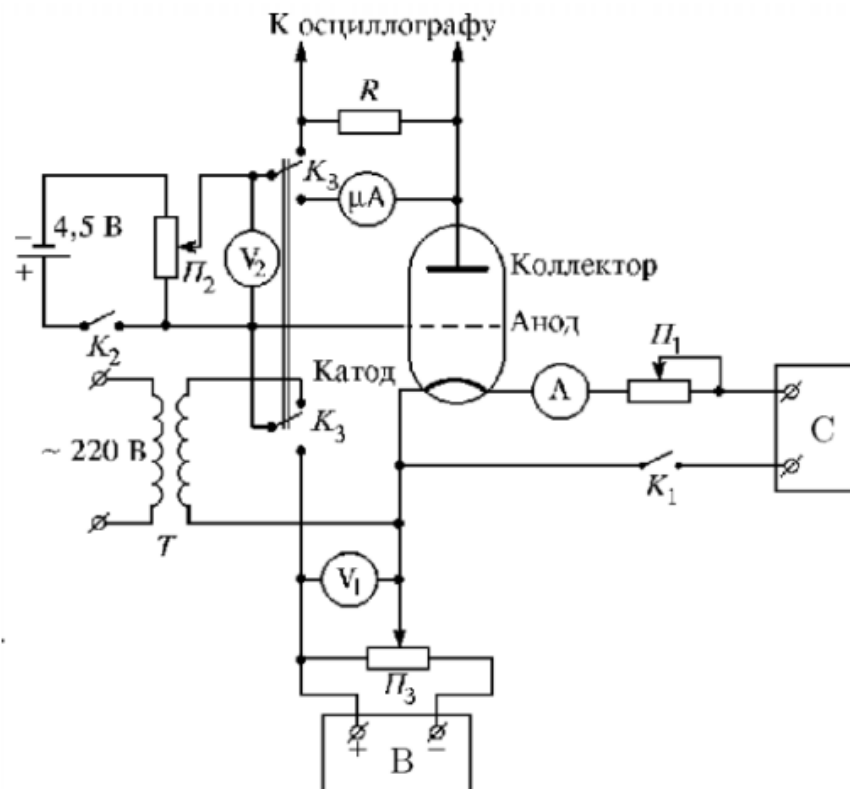 К осциллографу
R
K₃
μA
−
4,5 В
+
П₂
V₂
Коллектор
Анод
П₁
K₂
Катод
A
С
K₃
~ 220 В
K₁
T
V₁
П₃
+ −
В